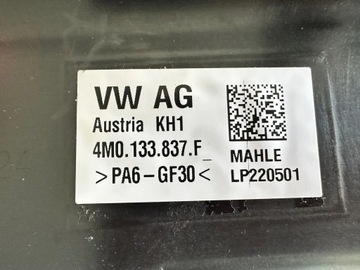 VW AG
Austria KH1
4M0.133.837.F_
>PA6-GF30<
MAHLE
LP220501